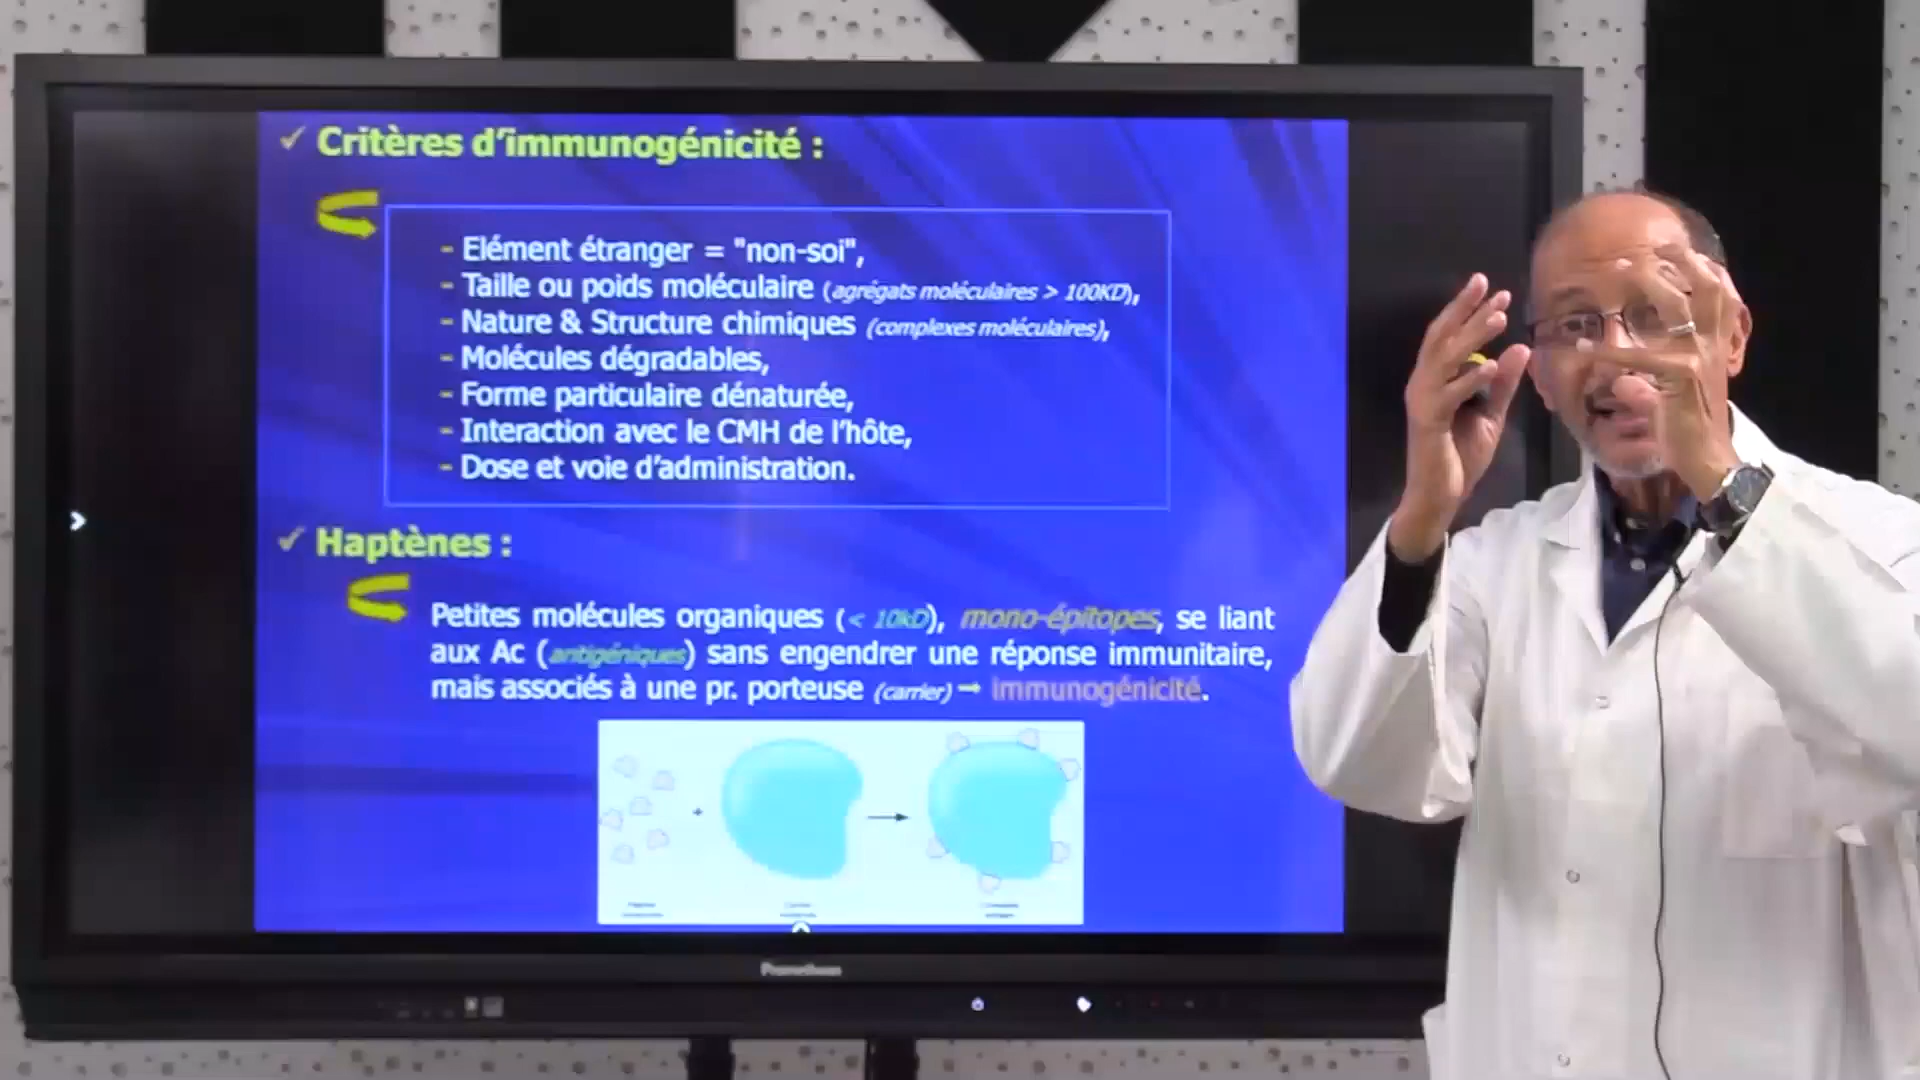 ✓ Critères d'immunogénicité :
- Elément étranger = "non-soi",
- Taille ou poids moléculaire (agrégats moléculaires > 100KD),
- Nature & Structure chimiques (complexes moléculaires),
- Molécules dégradables,
- Forme particulaire dénaturée,
- Interaction avec le CMH de l'hôte,
- Dose et voie d'administration.
✓ Haptènes :
Petites molécules organiques (< 10kD), mono-épitopes, se liant
aux Ac (antigéniques) sans engendrer une réponse immunitaire,
mais associés à une pr. porteuse (carrier) → immunogénicité.
+
Promethean